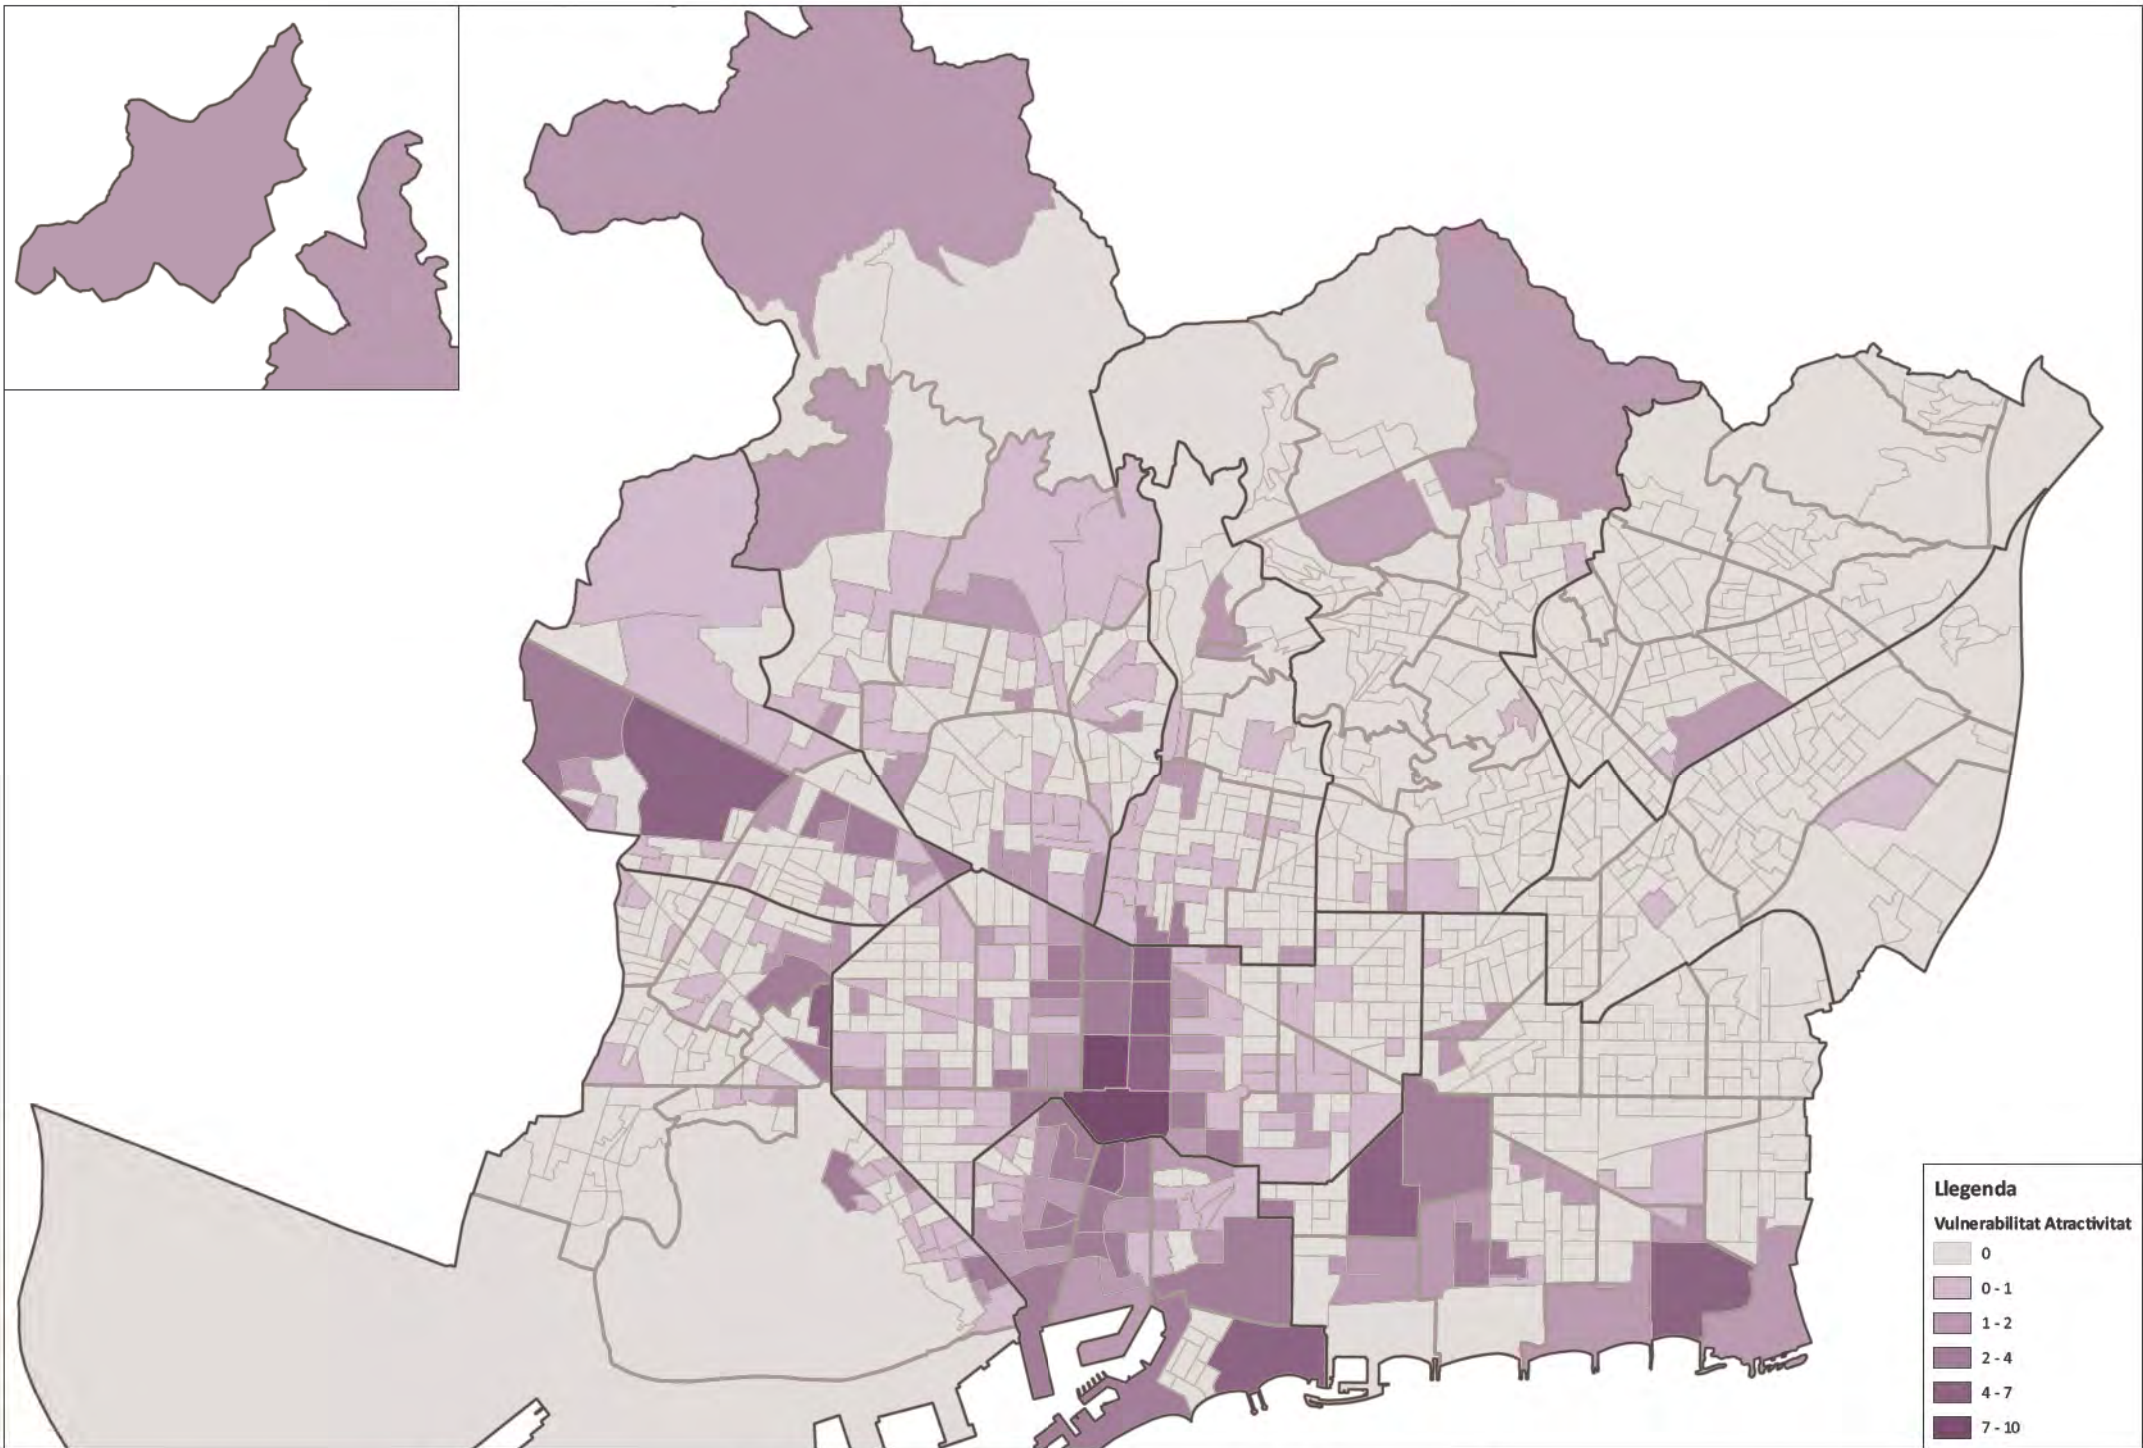 Llegenda
Vulnerabilitat Atractivitat
0
0 - 1
1 - 2
2 - 4
4 - 7
7 - 10